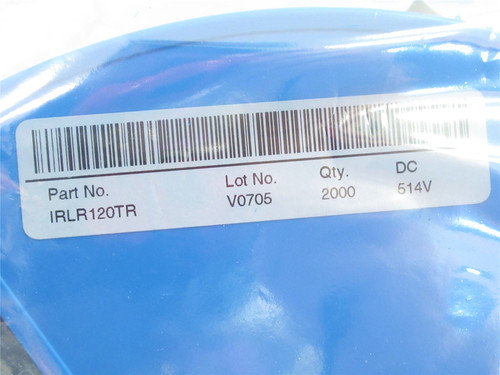 Part No. Lot No. Qty. DC
IRLR120TR V0705 2000 514V